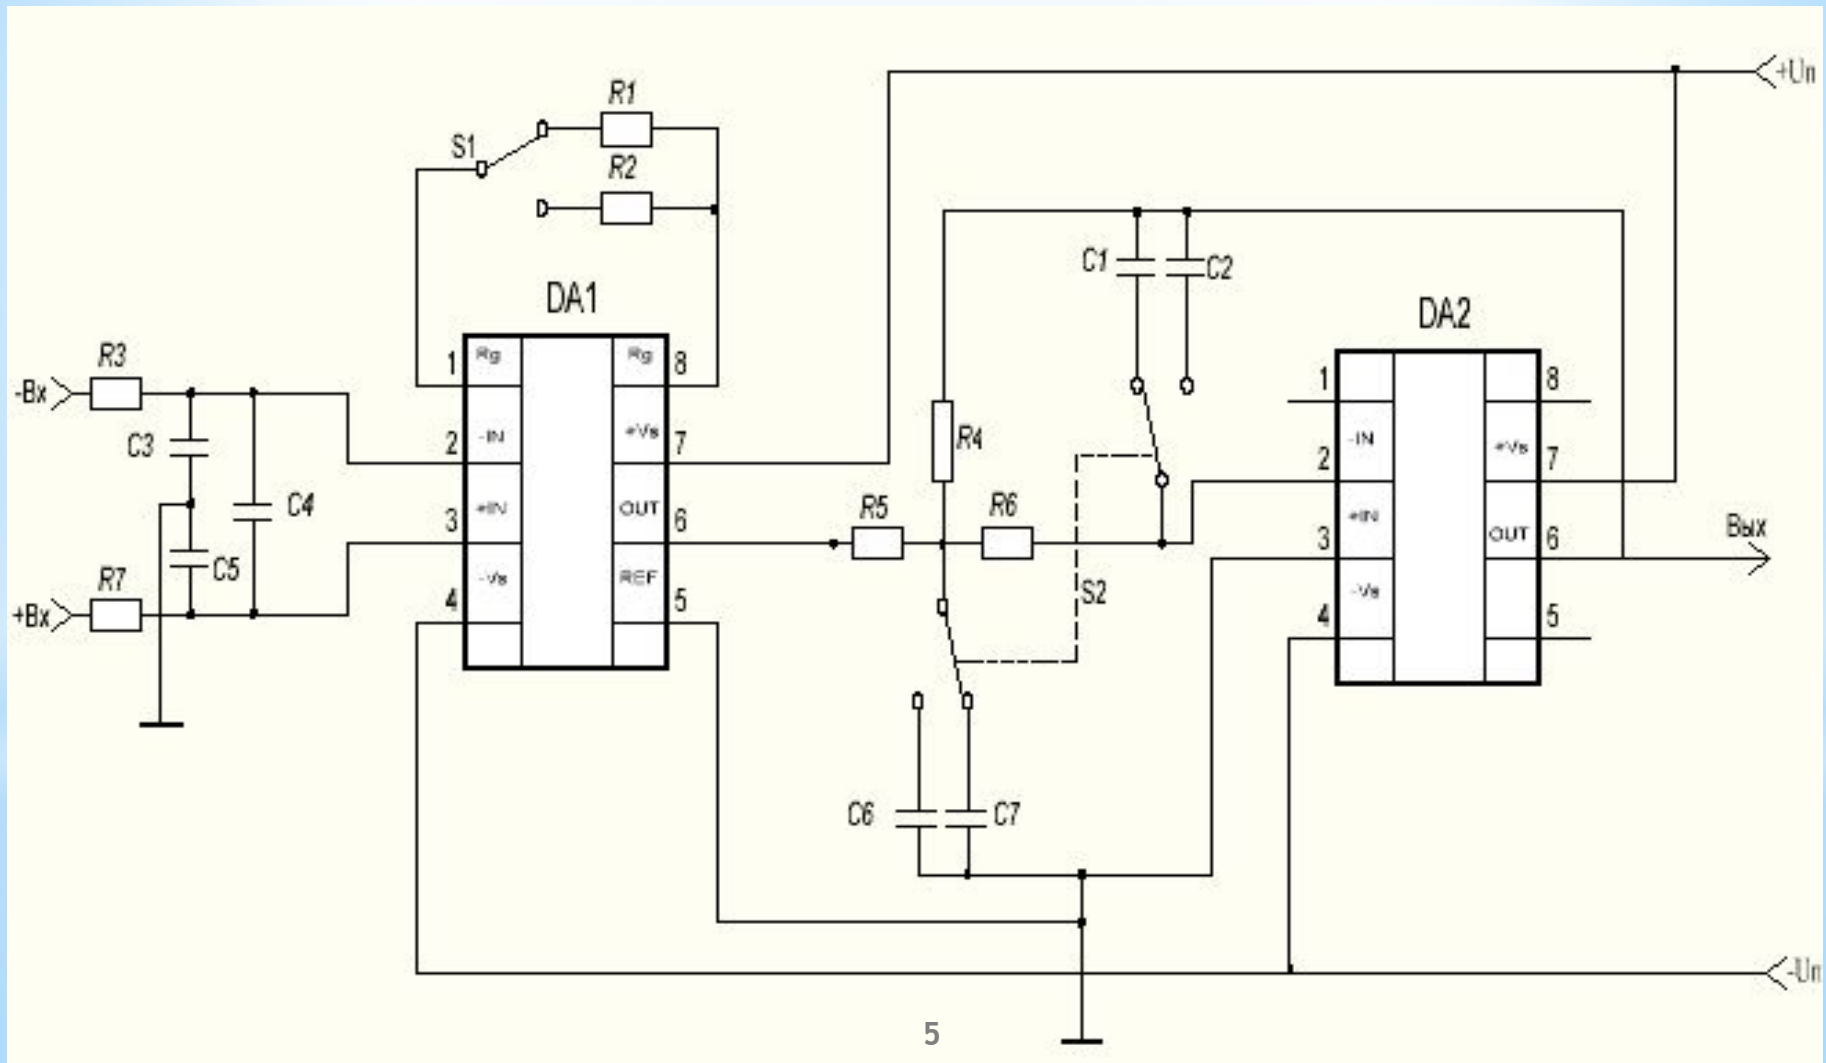 +Uп
R1
S1
R2
C1
C2
DA1
DA2
R3
1 Rg
Rg 8
-Вх
1
8
C3
2 -IN
+Vs 7
R4
-IN
+Vs
2
7
C4
3 +IN
OUT 6
R5
R6
+IN
OUT
3
6
Вых
C5
R7
-Vs
REF
4
5
S2
-Vs
4
5
+Вх
C6
C7
-Uп
5